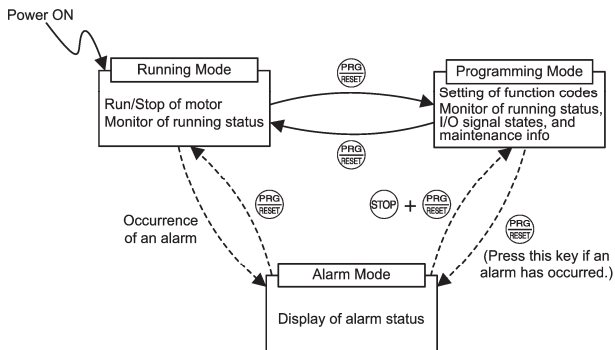 Power ON
Running Mode
Run/Stop of motor
Monitor of running status
PRG
RESET
PRG
RESET
Programming Mode
Setting of function codes
Monitor of running status,
I/O signal states, and
maintenance info
Occurrence
of an alarm
PRG
RESET
STOP + PRG
RESET
PRG
RESET
(Press this key if an
alarm has occurred.)
Alarm Mode
Display of alarm status